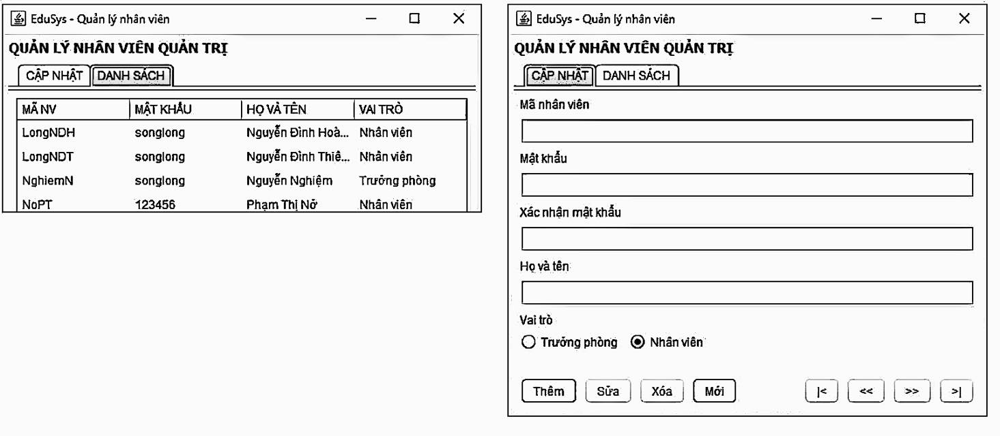 EduSys - Quản lý nhân viên
QUẢN LÝ NHÂN VIÊN QUẢN TRỊ
CẬP NHẬT DANH SÁCH
MÃ NV MẬT KHẨU HỌ VÀ TÊN VAI TRÒ
LongNDH songlong Nguyễn Đình Hoà... Nhân viên
LongNDT songlong Nguyễn Đình Thiê... Nhân viên
NghiemN songlong Nguyễn Nghiệm Trưởng phòng
NoPT 123456 Phạm Thị Nở Nhân viên
EduSys - Quản lý nhân viên
QUẢN LÝ NHÂN VIÊN QUẢN TRỊ
CẬP NHẬT DANH SÁCH
Mã nhân viên
Mật khẩu
Xác nhận mật khẩu
Họ và tên
Vai trò
Trưởng phòng Nhân viên
Thêm Sửa Xóa Mới |< << >> >|